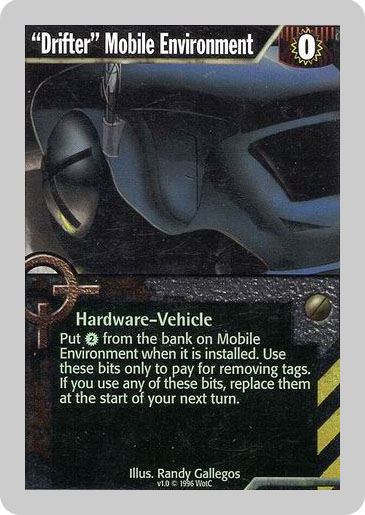 "Drifter" Mobile Environment
0
Hardware-Vehicle
Put 2 from the bank on Mobile
Environment when it is installed. Use
these bits only to pay for removing tags.
If you use any of these bits, replace them
at the start of your next turn.
Illus. Randy Gallegos
v1.0 © 1996 WotC